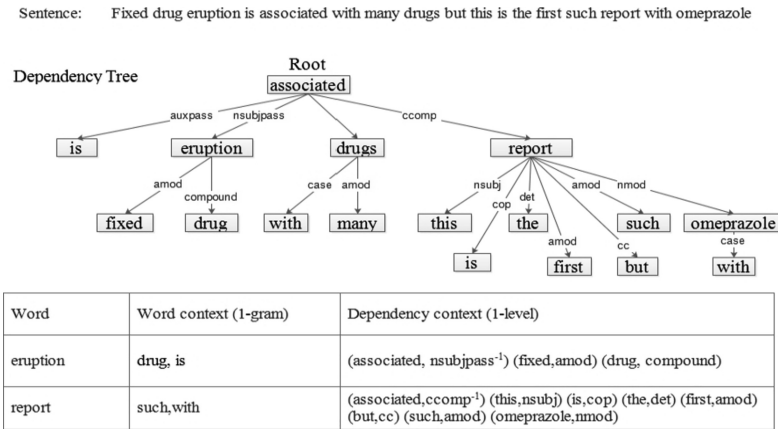 Sentence: Fixed drug eruption is associated with many drugs but this is the first such report with omeprazole
Dependency Tree
Root
associated
auxpass nsubjpass ccomp
is eruption drugs report
amod compound case amod nsubj cop det amod cc amod nmod
fixed drug with many this the such omeprazole
case
is first but with
Word Word context (1-gram) Dependency context (1-level)
eruption drug, is (associated, nsubjpass⁻¹) (fixed,amod) (drug, compound)
report such,with (associated,ccomp⁻¹) (this,nsubj) (is,cop) (the,det) (first,amod)
(but,cc) (such,amod) (omeprazole,nmod)